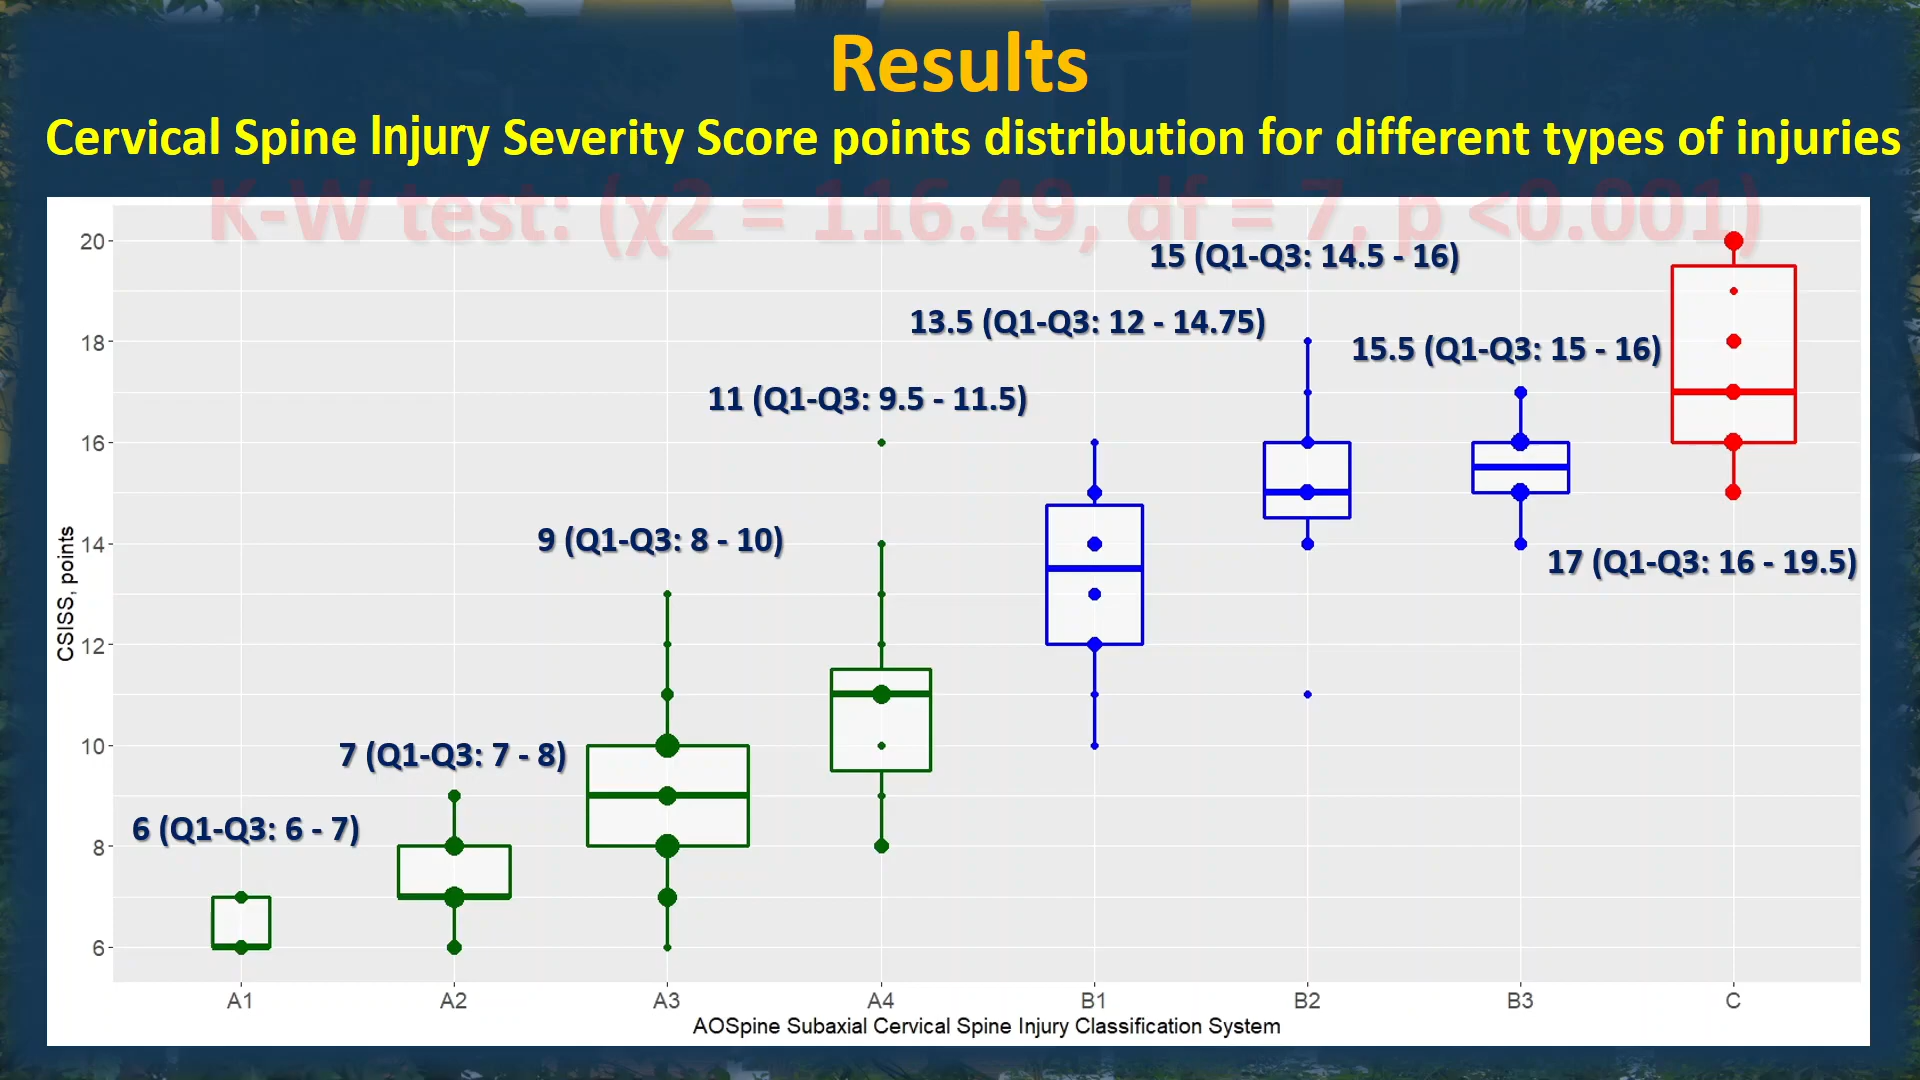 Results
Cervical Spine Injury Severity Score points distribution for different types of injuries
K-W test: (χ2 = 116.49, df = 7, p <0.001)
20
15 (Q1-Q3: 14.5 - 16)
13.5 (Q1-Q3: 12 - 14.75)
18
15.5 (Q1-Q3: 15 - 16)
11 (Q1-Q3: 9.5 - 11.5)
16
9 (Q1-Q3: 8 - 10)
14
17 (Q1-Q3: 16 - 19.5)
CSISS, points
12
10
7 (Q1-Q3: 7 - 8)
6 (Q1-Q3: 6 - 7)
8
6
A1 A2 A3 A4 B1 B2 B3 C
AOSpine Subaxial Cervical Spine Injury Classification System